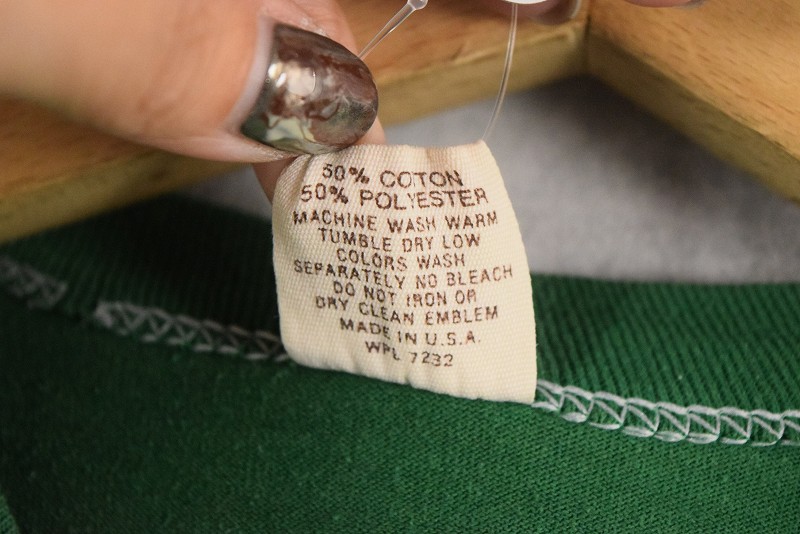 50% COTTON
50% POLYESTER
MACHINE WASH WARM
TUMBLE DRY LOW
COLORS WASH
SEPARATELY NO BLEACH
DO NOT IRON OR
DRY CLEAN EMBLEM
MADE IN U.S.A.
WPL 7232